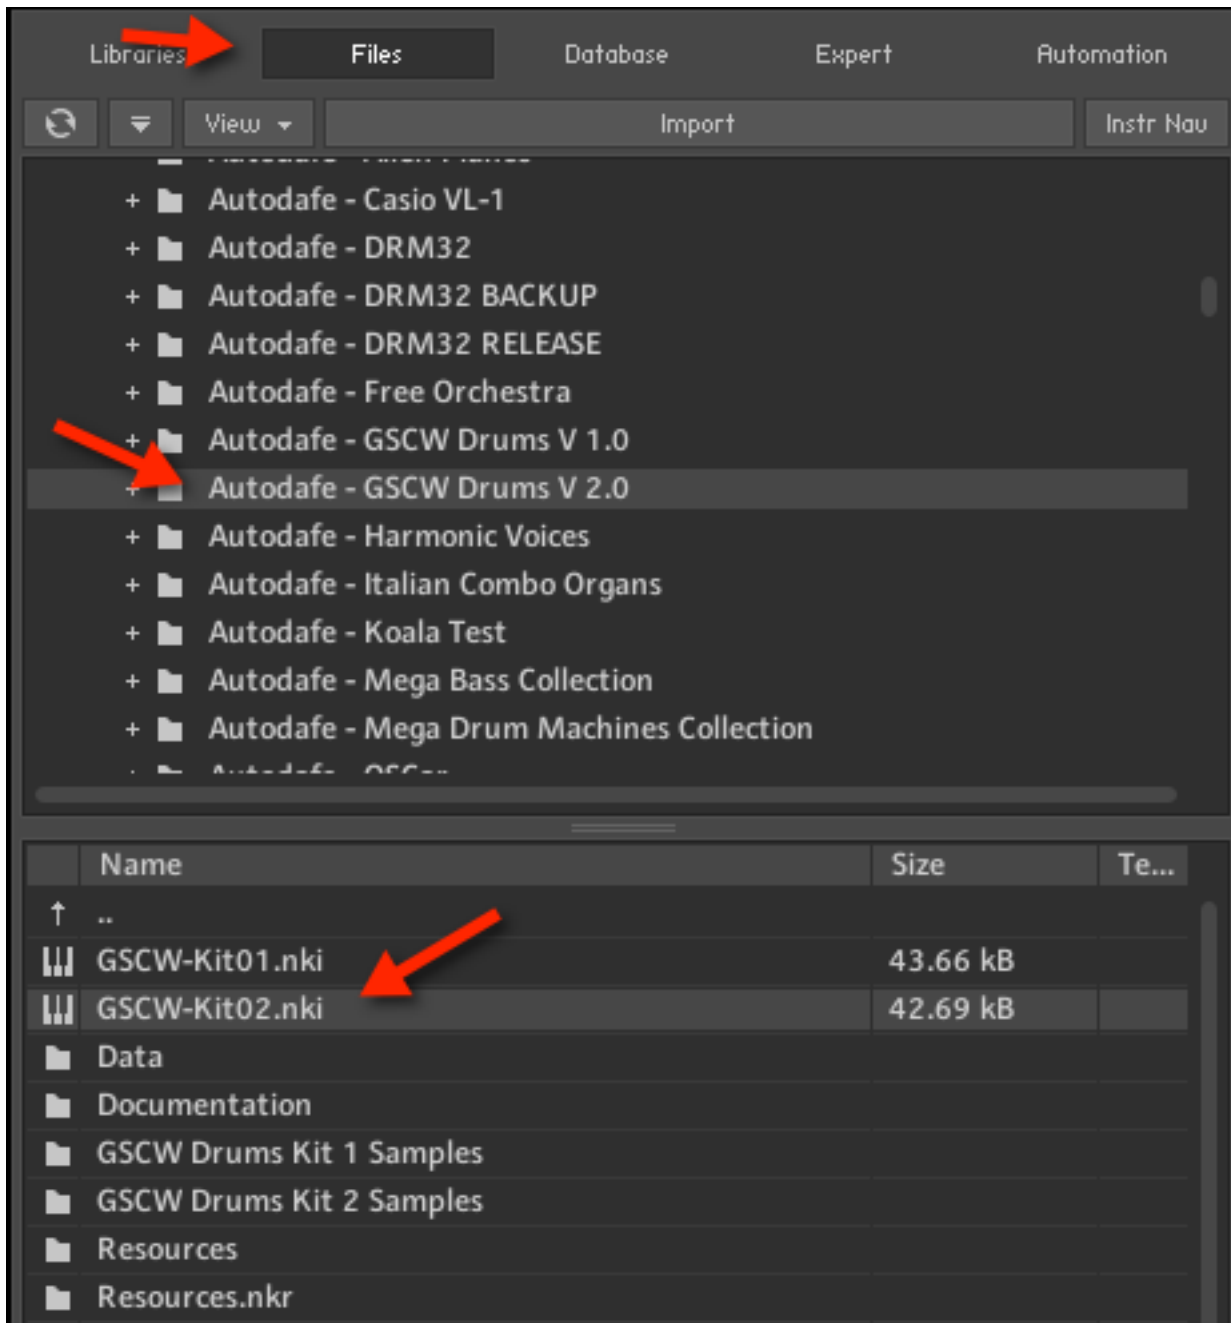 Libraries Files Database Expert Automation
View Import Instr Nav
Autodafe - Casio VL-1
Autodafe - DRM32
Autodafe - DRM32 BACKUP
Autodafe - DRM32 RELEASE
Autodafe - Free Orchestra
Autodafe - GSCW Drums V 1.0
Autodafe - GSCW Drums V 2.0
Autodafe - Harmonic Voices
Autodafe - Italian Combo Organs
Autodafe - Koala Test
Autodafe - Mega Bass Collection
Autodafe - Mega Drum Machines Collection
Name Size Te...
..
GSCW-Kit01.nki 43.66 kB
GSCW-Kit02.nki 42.69 kB
Data
Documentation
GSCW Drums Kit 1 Samples
GSCW Drums Kit 2 Samples
Resources
Resources.nkr